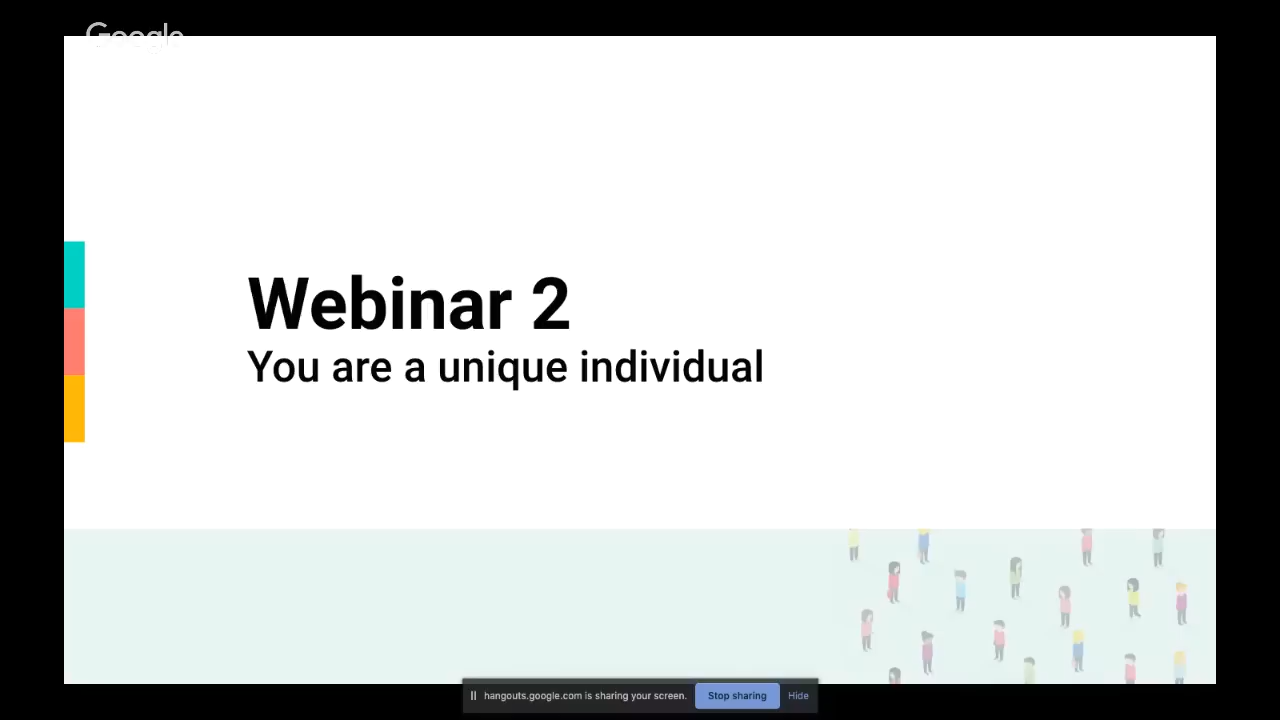 Google
Webinar 2
You are a unique individual
hangouts.google.com is sharing your screen. Stop sharing Hide